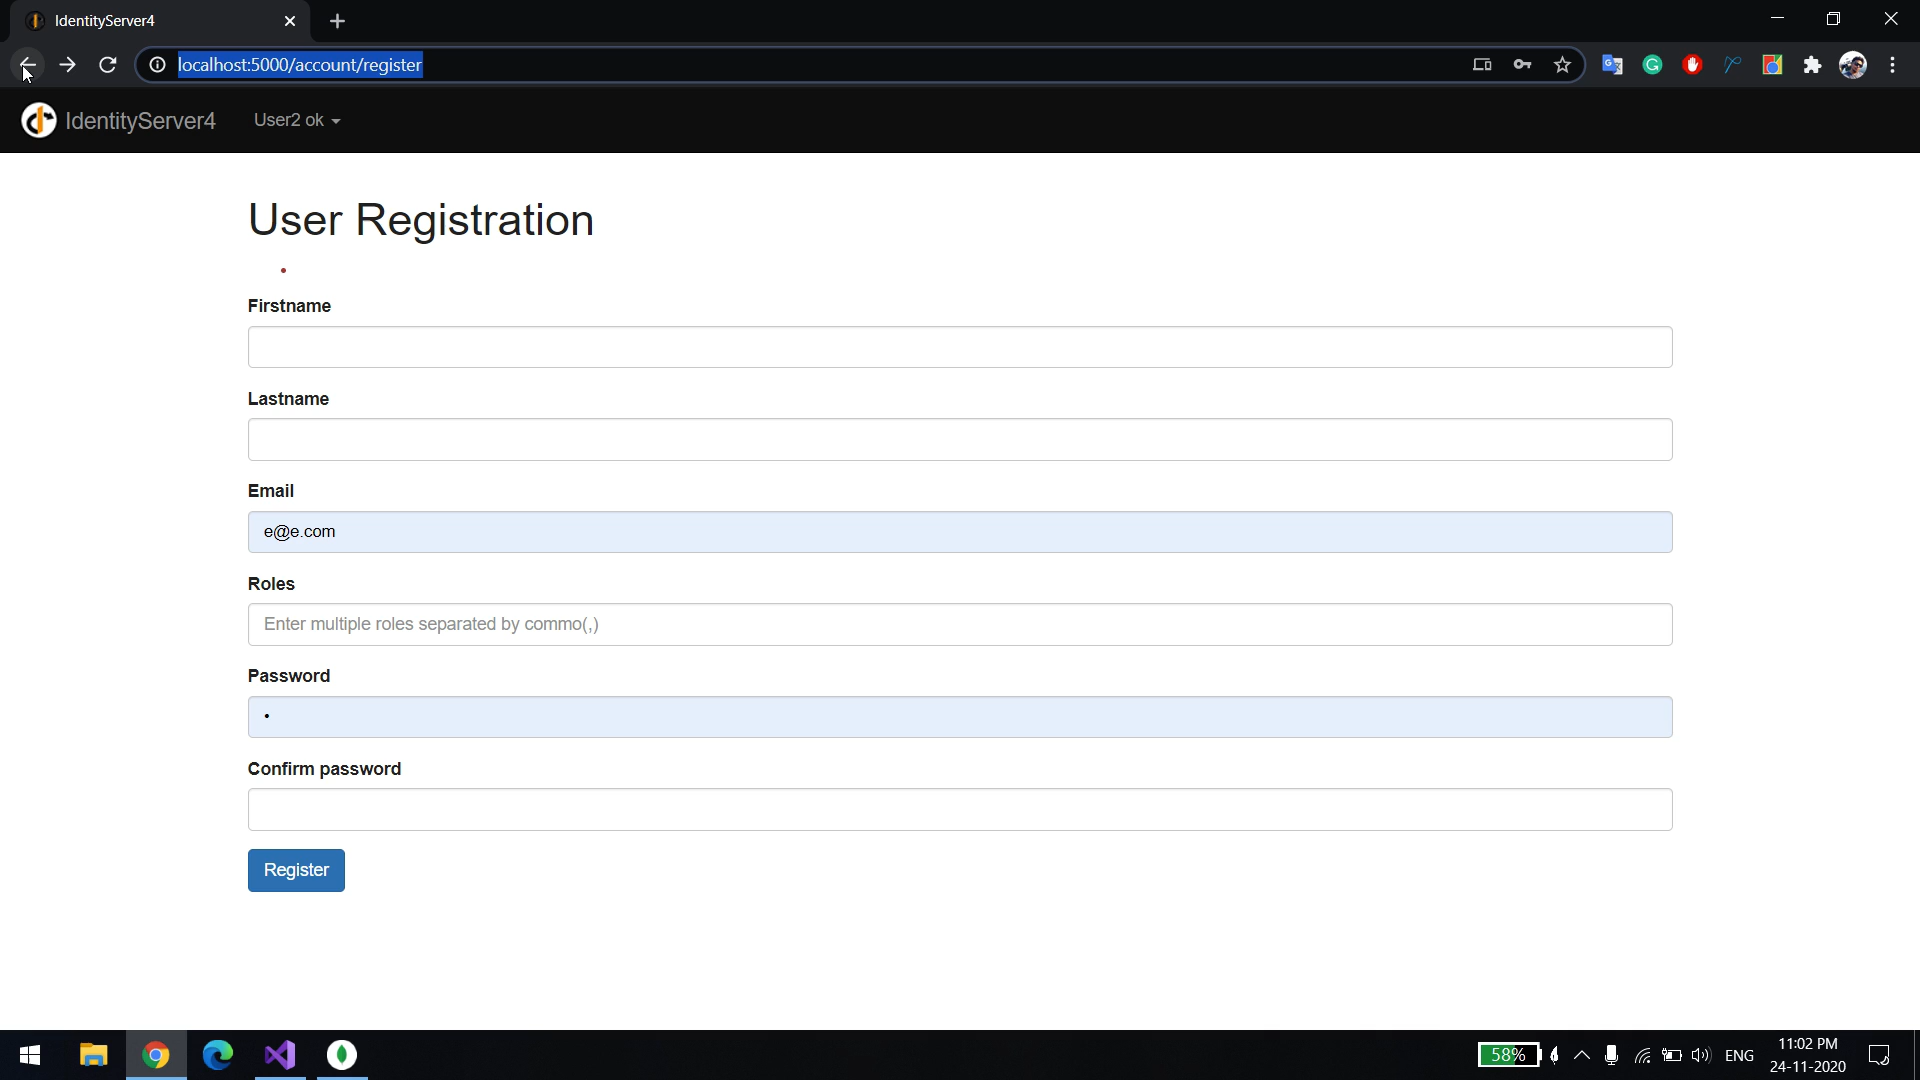 IdentityServer4
localhost:5000/account/register
IdentityServer4
User2 ok
User Registration
Firstname
Lastname
Email
e@e.com
Roles
Enter multiple roles separated by commo(,)
Password
Confirm password
Register
58%
ENG
11:02 PM
24-11-2020